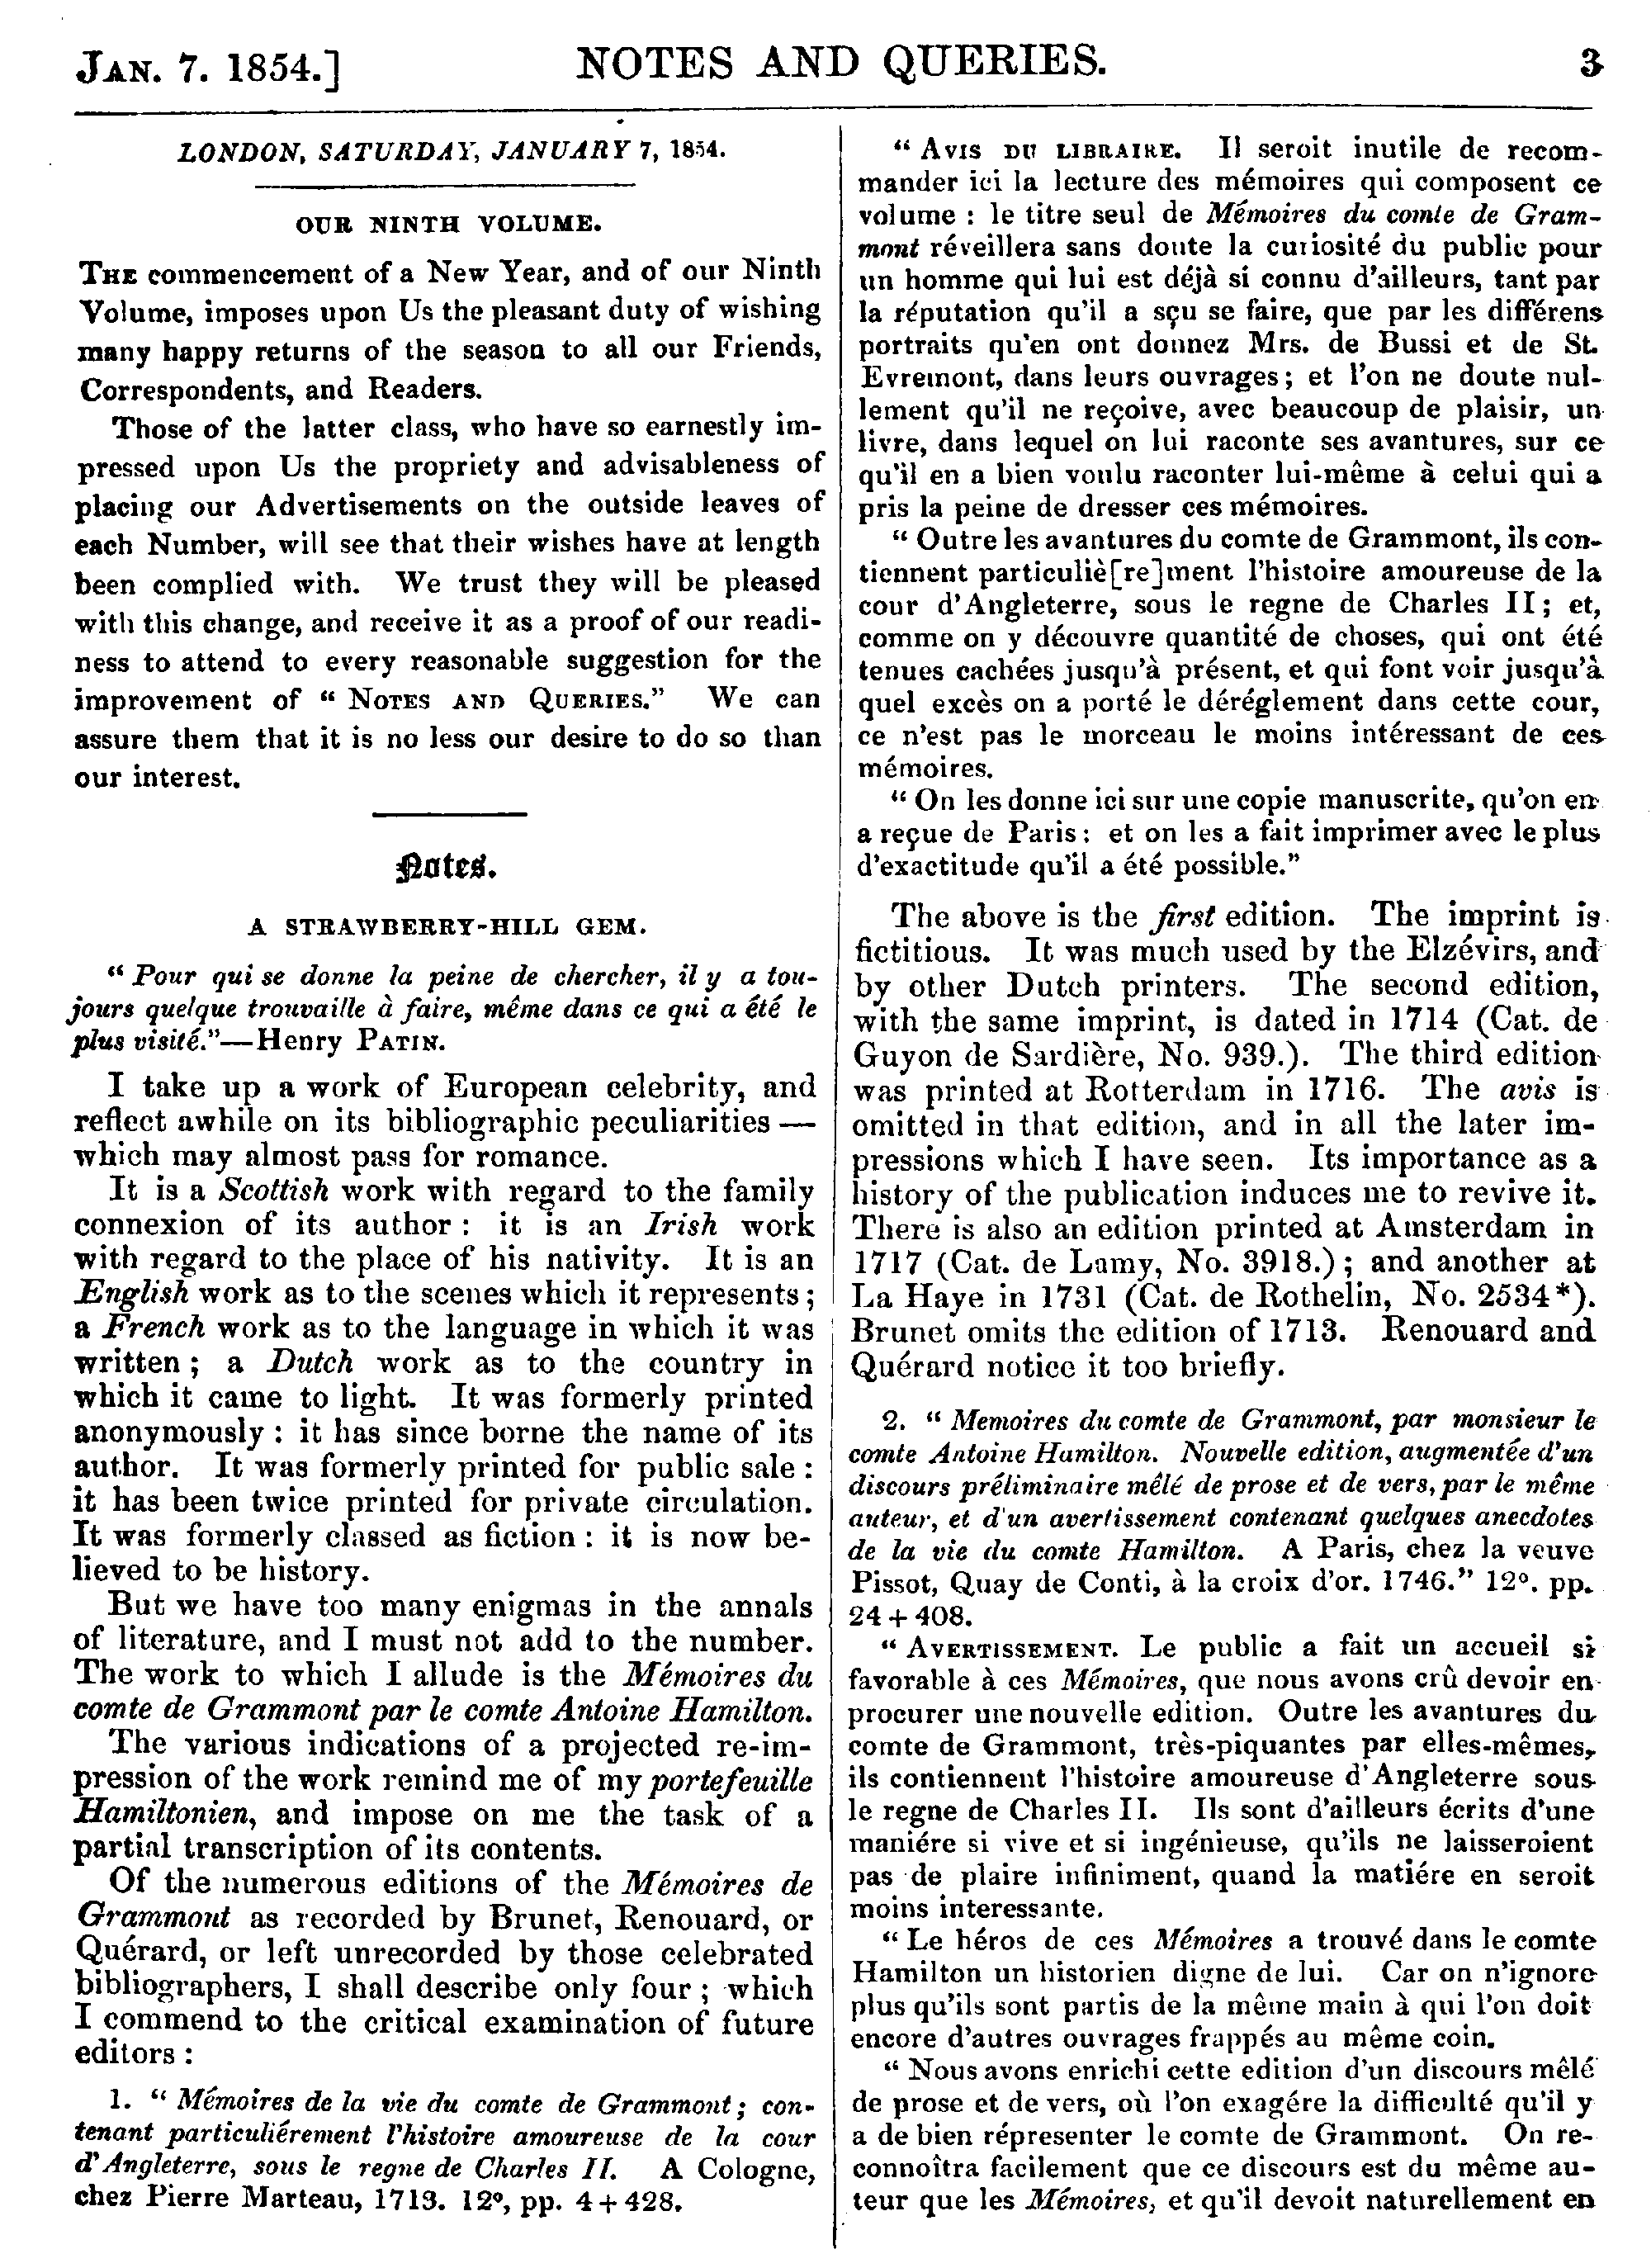 JAN. 7. 1854.] NOTES AND QUERIES. 3
LONDON, SATURDAY, JANUARY 7, 1854.
OUR NINTH VOLUME.
THE commencement of a New Year, and of our Ninth
Volume, imposes upon Us the pleasant duty of wishing
many happy returns of the season to all our Friends,
Correspondents, and Readers.
Those of the latter class, who have so earnestly im-
pressed upon Us the propriety and advisableness of
placing our Advertisements on the outside leaves of
each Number, will see that their wishes have at length
been complied with. We trust they will be pleased
with this change, and receive it as a proof of our readi-
ness to attend to every reasonable suggestion for the
improvement of “NOTES AND QUERIES.” We can
assure them that it is no less our desire to do so than
our interest.
Notes.
A STRAWBERRY-HILL GEM.
“Pour qui se donne la peine de chercher, il y a tou-
jours quelque trouvaille à faire, même dans ce qui a été le
plus visité.”—Henry PATIN.
I take up a work of European celebrity, and
reflect awhile on its bibliographic peculiarities —
which may almost pass for romance.
It is a Scottish work with regard to the family
connexion of its author: it is an Irish work
with regard to the place of his nativity. It is an
English work as to the scenes which it represents;
a French work as to the language in which it was
written; a Dutch work as to the country in
which it came to light. It was formerly printed
anonymously: it has since borne the name of its
author. It was formerly printed for public sale:
it has been twice printed for private circulation.
It was formerly classed as fiction: it is now be-
lieved to be history.
But we have too many enigmas in the annals
of literature, and I must not add to the number.
The work to which I allude is the Mémoires du
comte de Grammont par le comte Antoine Hamilton.
The various indications of a projected re-im-
pression of the work remind me of my portefeuille
Hamiltonien, and impose on me the task of a
partial transcription of its contents.
Of the numerous editions of the Mémoires de
Grammont as recorded by Brunet, Renouard, or
Quérard, or left unrecorded by those celebrated
bibliographers, I shall describe only four; which
I commend to the critical examination of future
editors:
1. “Mémoires de la vie du comte de Grammont; con-
tenant particuliérement l'histoire amoureuse de la cour
d'Angleterre, sous le regne de Charles II. A Cologne,
chez Pierre Marteau, 1713. 12º, pp. 4+428.
“AVIS DU LIBRAIRE. Il seroit inutile de recom-
mander ici la lecture des mémoires qui composent ce
volume: le titre seul de Mémoires du comte de Gram-
mont réveillera sans doute la curiosité du public pour
un homme qui lui est déjà si connu d'ailleurs, tant par
la réputation qu'il a sçu se faire, que par les différens
portraits qu'en ont donnez Mrs. de Bussi et de St.
Evremont, dans leurs ouvrages; et l'on ne doute nul-
lement qu'il ne reçoive, avec beaucoup de plaisir, un
livre, dans lequel on lui raconte ses avantures, sur ce
qu'il en a bien voulu raconter lui-même à celui qui a
pris la peine de dresser ces mémoires.
“Outre les avantures du comte de Grammont, ils con-
tiennent particuliè[re]ment l'histoire amoureuse de la
cour d'Angleterre, sous le regne de Charles II; et,
comme on y découvre quantité de choses, qui ont été
tenues cachées jusqu'à présent, et qui font voir jusqu'à
quel excès on a porté le déréglement dans cette cour,
ce n'est pas le morceau le moins intéressant de ces
mémoires.
“On les donne ici sur une copie manuscrite, qu'on en
a reçue de Paris: et on les a fait imprimer avec le plus
d'exactitude qu'il a été possible.”
The above is the first edition. The imprint is
fictitious. It was much used by the Elzévirs, and
by other Dutch printers. The second edition,
with the same imprint, is dated in 1714 (Cat. de
Guyon de Sardière, No. 939.). The third edition
was printed at Rotterdam in 1716. The avis is
omitted in that edition, and in all the later im-
pressions which I have seen. Its importance as a
history of the publication induces me to revive it.
There is also an edition printed at Amsterdam in
1717 (Cat. de Lamy, No. 3918.); and another at
La Haye in 1731 (Cat. de Rothelin, No. 2534*).
Brunet omits the edition of 1713. Renouard and
Quérard notice it too briefly.
2. “Memoires du comte de Grammont, par monsieur le
comte Antoine Hamilton. Nouvelle edition, augmentée d'un
discours préliminaire mêlé de prose et de vers, par le même
auteur, et d'un avertissement contenant quelques anecdotes
de la vie du comte Hamilton. A Paris, chez la veuve
Pissot, Quay de Conti, à la croix d'or. 1746.” 12º. pp.
24+408.
“AVERTISSEMENT. Le public a fait un accueil si
favorable à ces Mémoires, que nous avons crû devoir en
procurer une nouvelle edition. Outre les avantures du
comte de Grammont, très-piquantes par elles-mêmes,
ils contiennent l'histoire amoureuse d'Angleterre sous
le regne de Charles II. Ils sont d'ailleurs écrits d'une
maniére si vive et si ingénieuse, qu'ils ne laisseroient
pas de plaire infiniment, quand la matiére en seroit
moins interessante.
“Le héros de ces Mémoires a trouvé dans le comte
Hamilton un historien digne de lui. Car on n'ignore
plus qu'ils sont partis de la même main à qui l'on doit
encore d'autres ouvrages frappés au même coin.
“Nous avons enrichi cette edition d'un discours mêlé
de prose et de vers, où l'on exagére la difficulté qu'il y
a de bien répresenter le comte de Grammont. On re-
connoîtra facilement que ce discours est du même au-
teur que les Mémoires, et qu'il devoit naturellement en